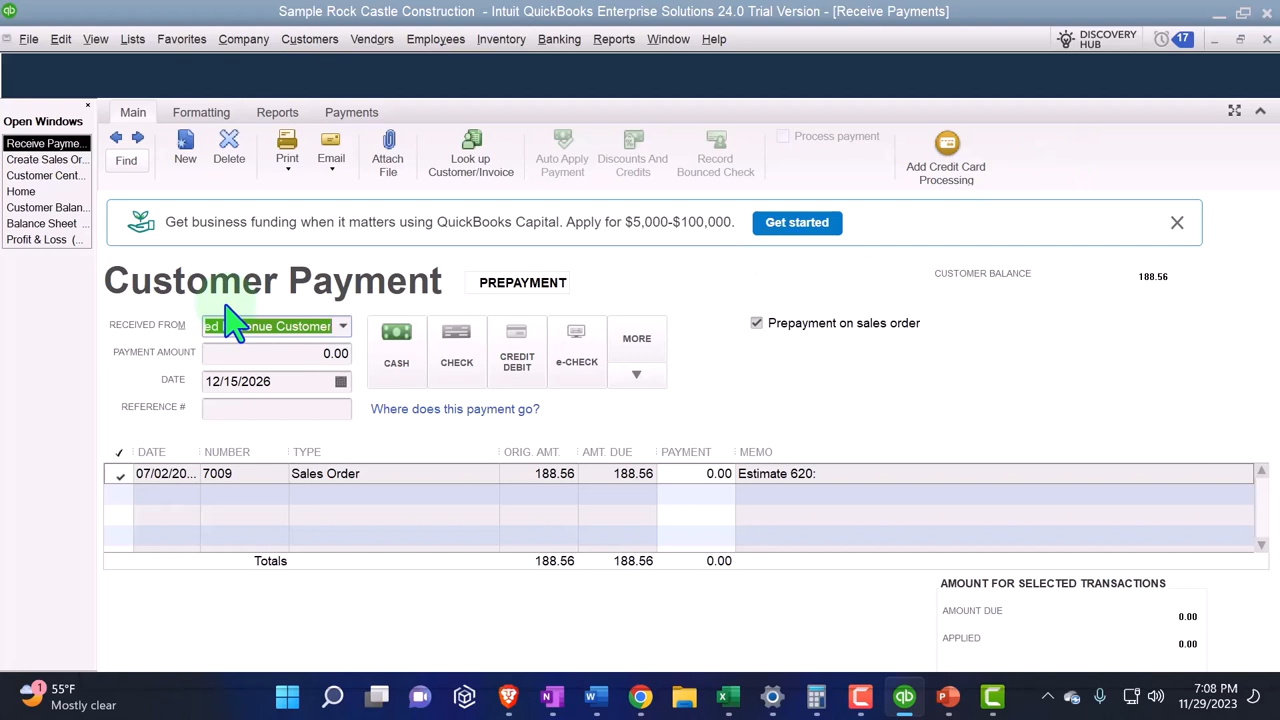 Sample Rock Castle Construction - Intuit QuickBooks Enterprise Solutions 24.0 Trial Version - [Receive Payments]
File Edit View Lists Favorites Company Customers Vendors Employees Inventory Banking Reports Window Help
DISCOVERY HUB
17
Open Windows
Receive Payme...
Create Sales Or...
Customer Cent...
Home
Customer Balan...
Balance Sheet ...
Profit & Loss (...
Main Formatting Reports Payments
Find
New
Delete
Print
Email
Attach File
Look up Customer/Invoice
Auto Apply Payment
Discounts And Credits
Record Bounced Check
Process payment
Add Credit Card Processing
Get business funding when it matters using QuickBooks Capital. Apply for $5,000-$100,000. Get started
Customer Payment PREPAYMENT
CUSTOMER BALANCE 188.56
RECEIVED FROM ed Customer
PAYMENT AMOUNT 0.00
DATE 12/15/2026
REFERENCE #
CASH
CHECK
CREDIT DEBIT
e-CHECK
MORE
Prepayment on sales order
Where does this payment go?
DATE NUMBER TYPE ORIG. AMT. AMT. DUE PAYMENT MEMO
07/02/20... 7009 Sales Order 188.56 188.56 0.00 Estimate 620:
Totals 188.56 188.56 0.00
AMOUNT FOR SELECTED TRANSACTIONS
AMOUNT DUE 0.00
APPLIED 0.00
1
55°F
Mostly clear
7:08 PM
11/29/2023